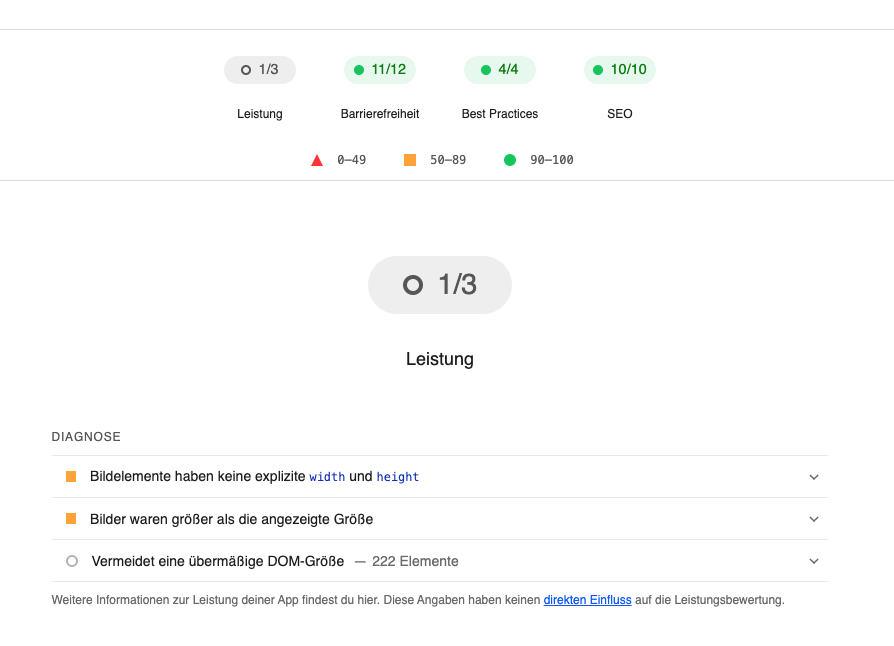 1/3 11/12 4/4 10/10
Leistung Barrierefreiheit Best Practices SEO
0–49 50–89 90–100
1/3
Leistung
DIAGNOSE
Bildelemente haben keine explizite width und height
Bilder waren größer als die angezeigte Größe
Vermeidet eine übermäßige DOM-Größe — 222 Elemente
Weitere Informationen zur Leistung deiner App findest du hier. Diese Angaben haben keinen direkten Einfluss auf die Leistungsbewertung.